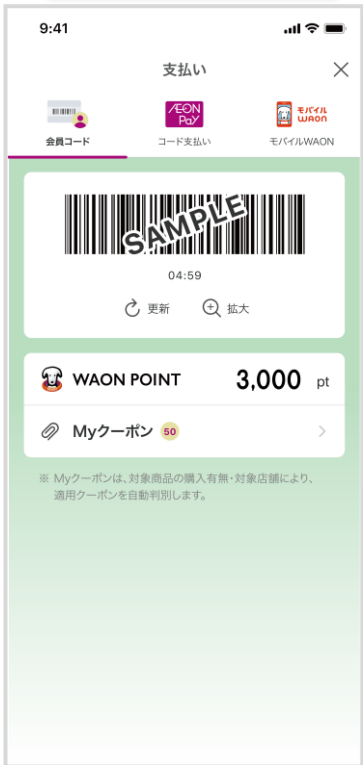 9:41
支払い
会員コード
ÆON Pay
コード支払い
モバイル WAON
モバイルWAON
SAMPLE
04:59
更新
拡大
WAON POINT 3,000 pt
Myクーポン 50
※ Myクーポンは、対象商品の購入有無・対象店舗により、
適用クーポンを自動判別します。